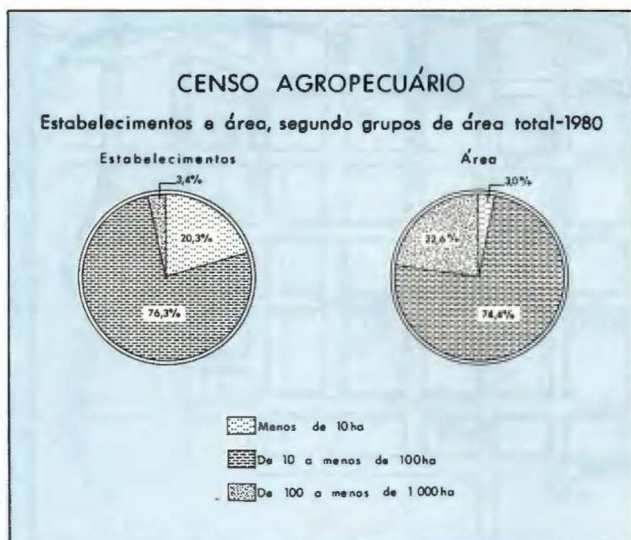 CENSO AGROPECUÁRIO
Estabelecimentos e área, segundo grupos de área total-1980
Estabelecimentos
3,4%
20,3%
76,3%
Área
3,0%
22,6%
74,4%
Menos de 10ha
De 10 a menos de 100ha
De 100 a menos de 1 000ha